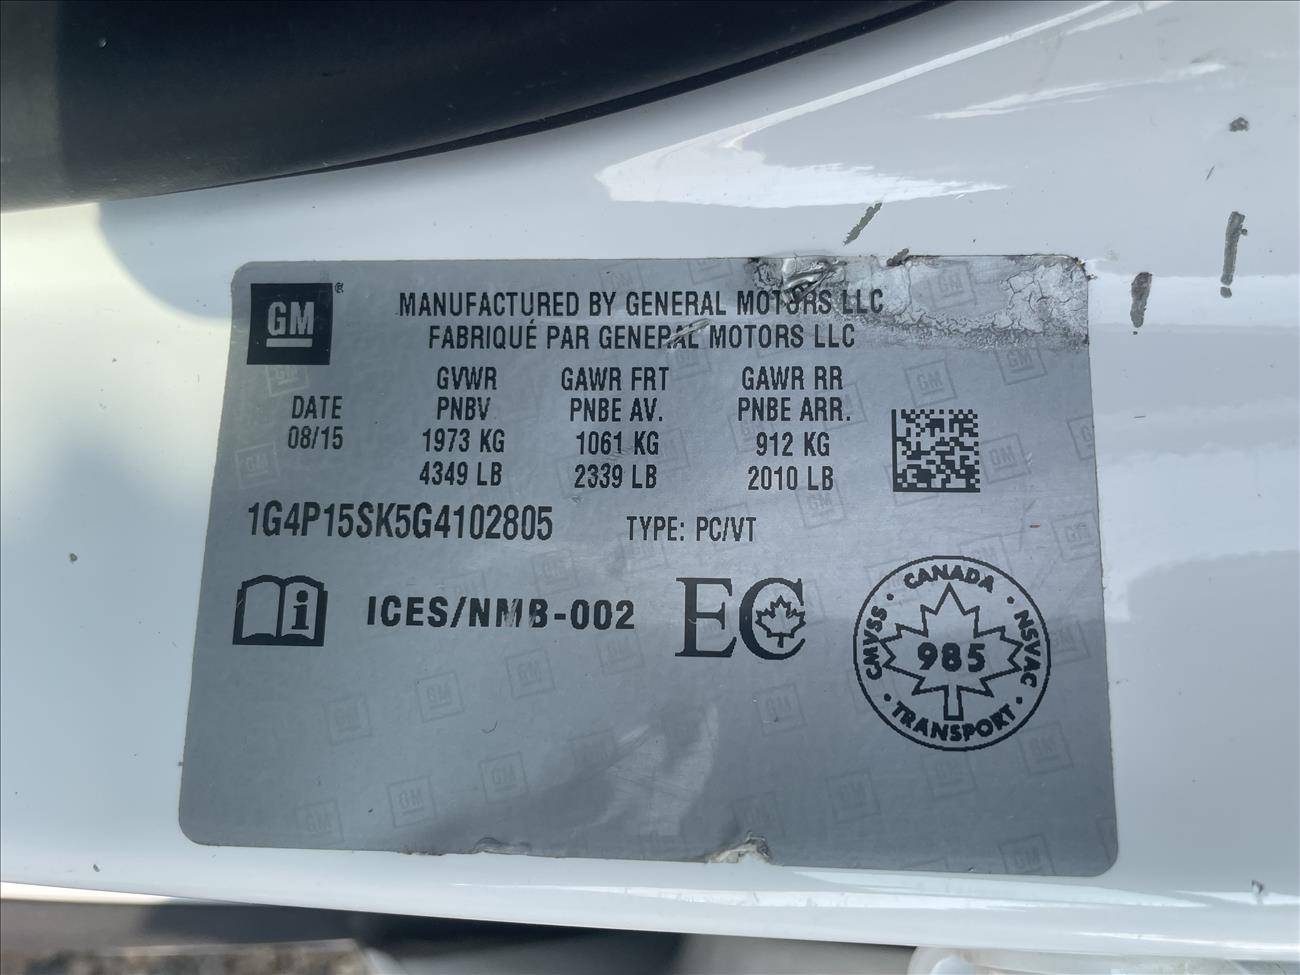 GM®
MANUFACTURED BY GENERAL MOTORS LLC
FABRIQUÉ PAR GENERAL MOTORS LLC
GVWR GAWR FRT GAWR RR
DATE PNBV PNBE AV. PNBE ARR.
08/15 1973 KG 1061 KG 912 KG
4349 LB 2339 LB 2010 LB
1G4P15SK5G4102805 TYPE: PC/VT
i ICES/NMB-002 EC
CANADA
CMVSS · NSVAC
985
TRANSPORT